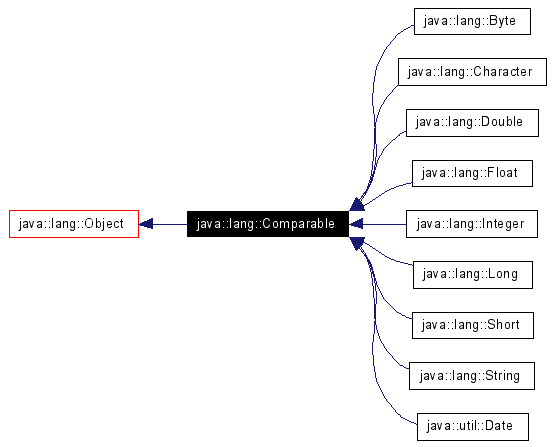 java::lang::Byte
java::lang::Character
java::lang::Double
java::lang::Float
java::lang::Object
java::lang::Comparable
java::lang::Integer
java::lang::Long
java::lang::Short
java::lang::String
java::util::Date